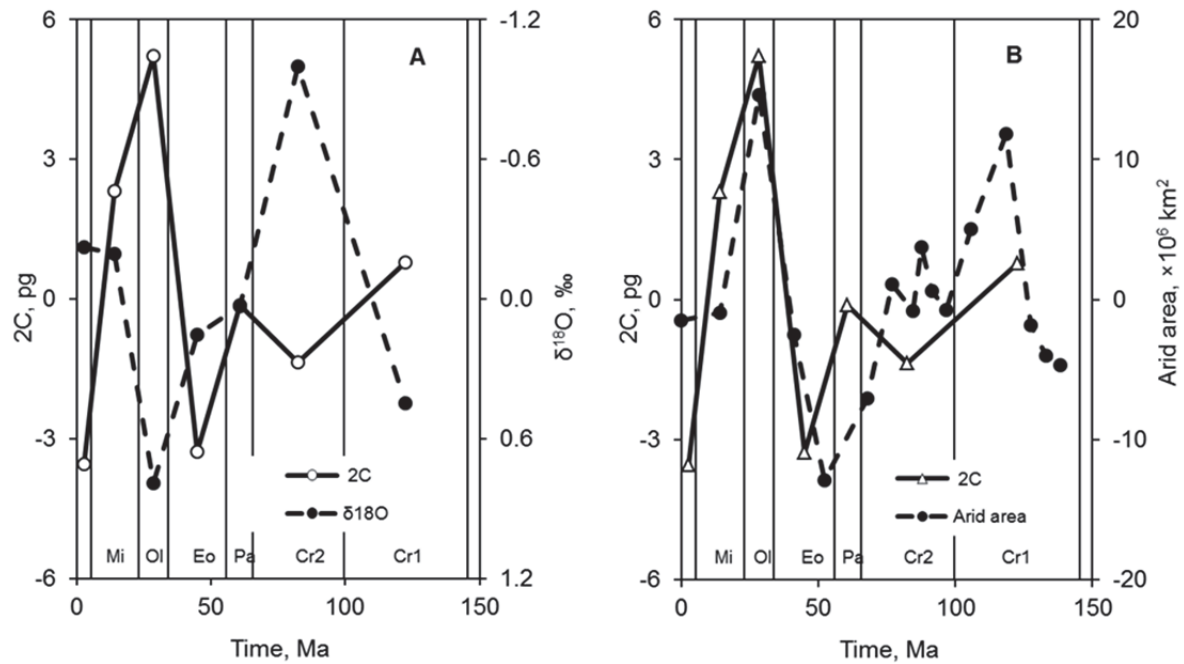 A
6
3
0
-3
-6
2C, pg
-1.2
-0.6
0.0
0.6
1.2
δ¹⁸O, ‰
2C
δ18O
Mi Ol Eo Pa Cr2 Cr1
0 50 100 150
Time, Ma
B
6
3
0
-3
-6
2C, pg
20
10
0
-10
-20
Arid area, ×10⁶ km²
2C
Arid area
Mi Ol Eo Pa Cr2 Cr1
0 50 100 150
Time, Ma